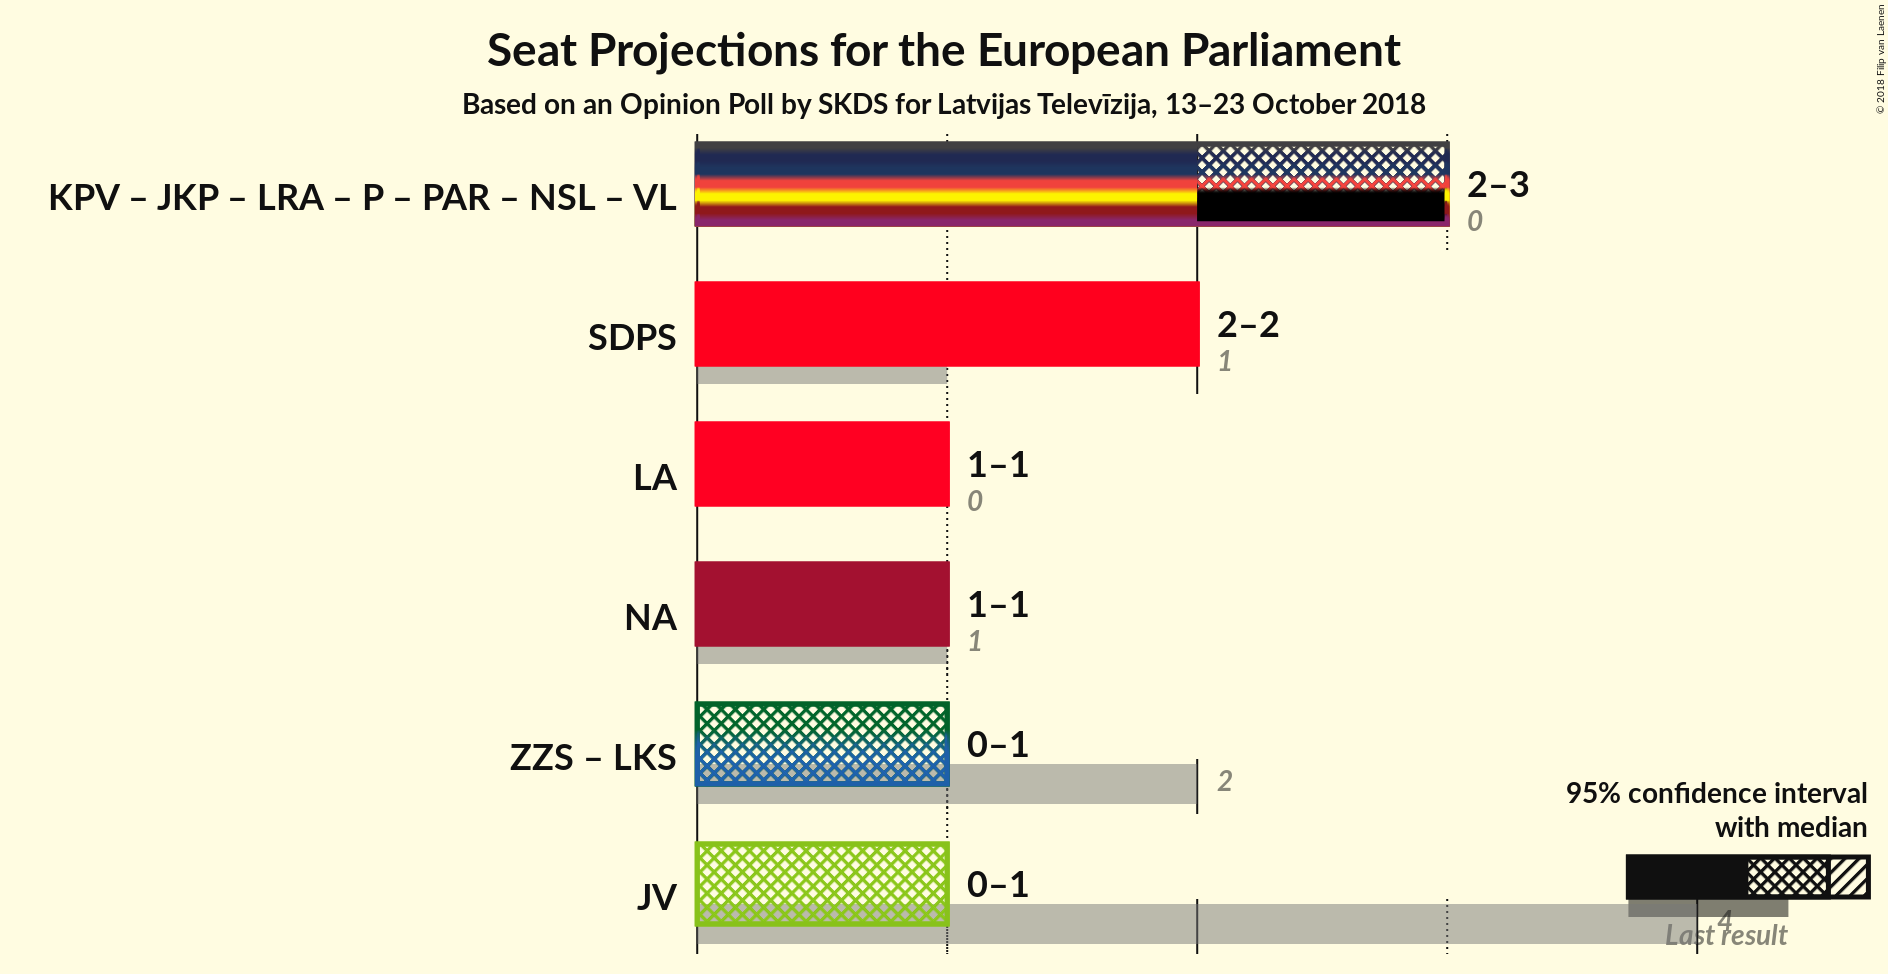 Seat Projections for the European Parliament
Based on an Opinion Poll by SKDS for Latvijas Televīzija, 13–23 October 2018
© 2018 Filip van Laenen
KPV – JKP – LRA – P – PAR – NSL – VL
2–3
0
SDPS
2–2
1
LA
1–1
0
NA
1–1
1
ZZS – LKS
0–1
2
JV
0–1
4
95% confidence interval
with median
Last result